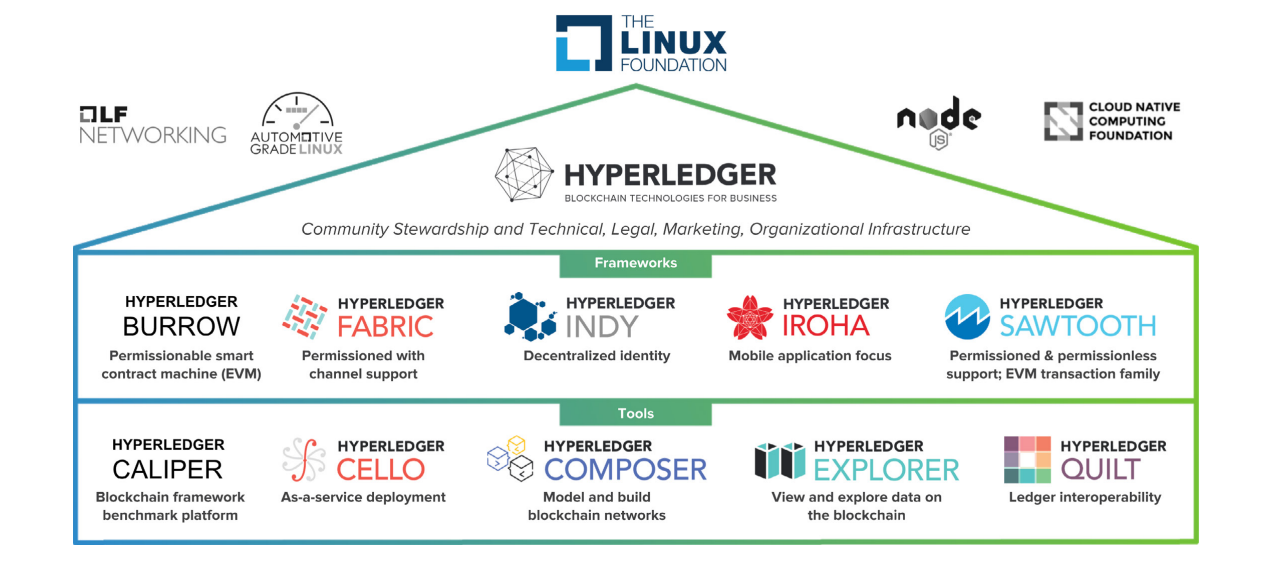 THE
LINUX
FOUNDATION
LF
NETWORKING
AUTOMOTIVE
GRADE LINUX
node
JS
CLOUD NATIVE
COMPUTING
FOUNDATION
HYPERLEDGER
BLOCKCHAIN TECHNOLOGIES FOR BUSINESS
Community Stewardship and Technical, Legal, Marketing, Organizational Infrastructure
Frameworks
HYPERLEDGER
BURROW
Permissionable smart
contract machine (EVM)
HYPERLEDGER
FABRIC
Permissioned with
channel support
HYPERLEDGER
INDY
Decentralized identity
HYPERLEDGER
IROHA
Mobile application focus
HYPERLEDGER
SAWTOOTH
Permissioned & permissionless
support; EVM transaction family
Tools
HYPERLEDGER
CALIPER
Blockchain framework
benchmark platform
HYPERLEDGER
CELLO
As-a-service deployment
HYPERLEDGER
COMPOSER
Model and build
blockchain networks
HYPERLEDGER
EXPLORER
View and explore data on
the blockchain
HYPERLEDGER
QUILT
Ledger interoperability